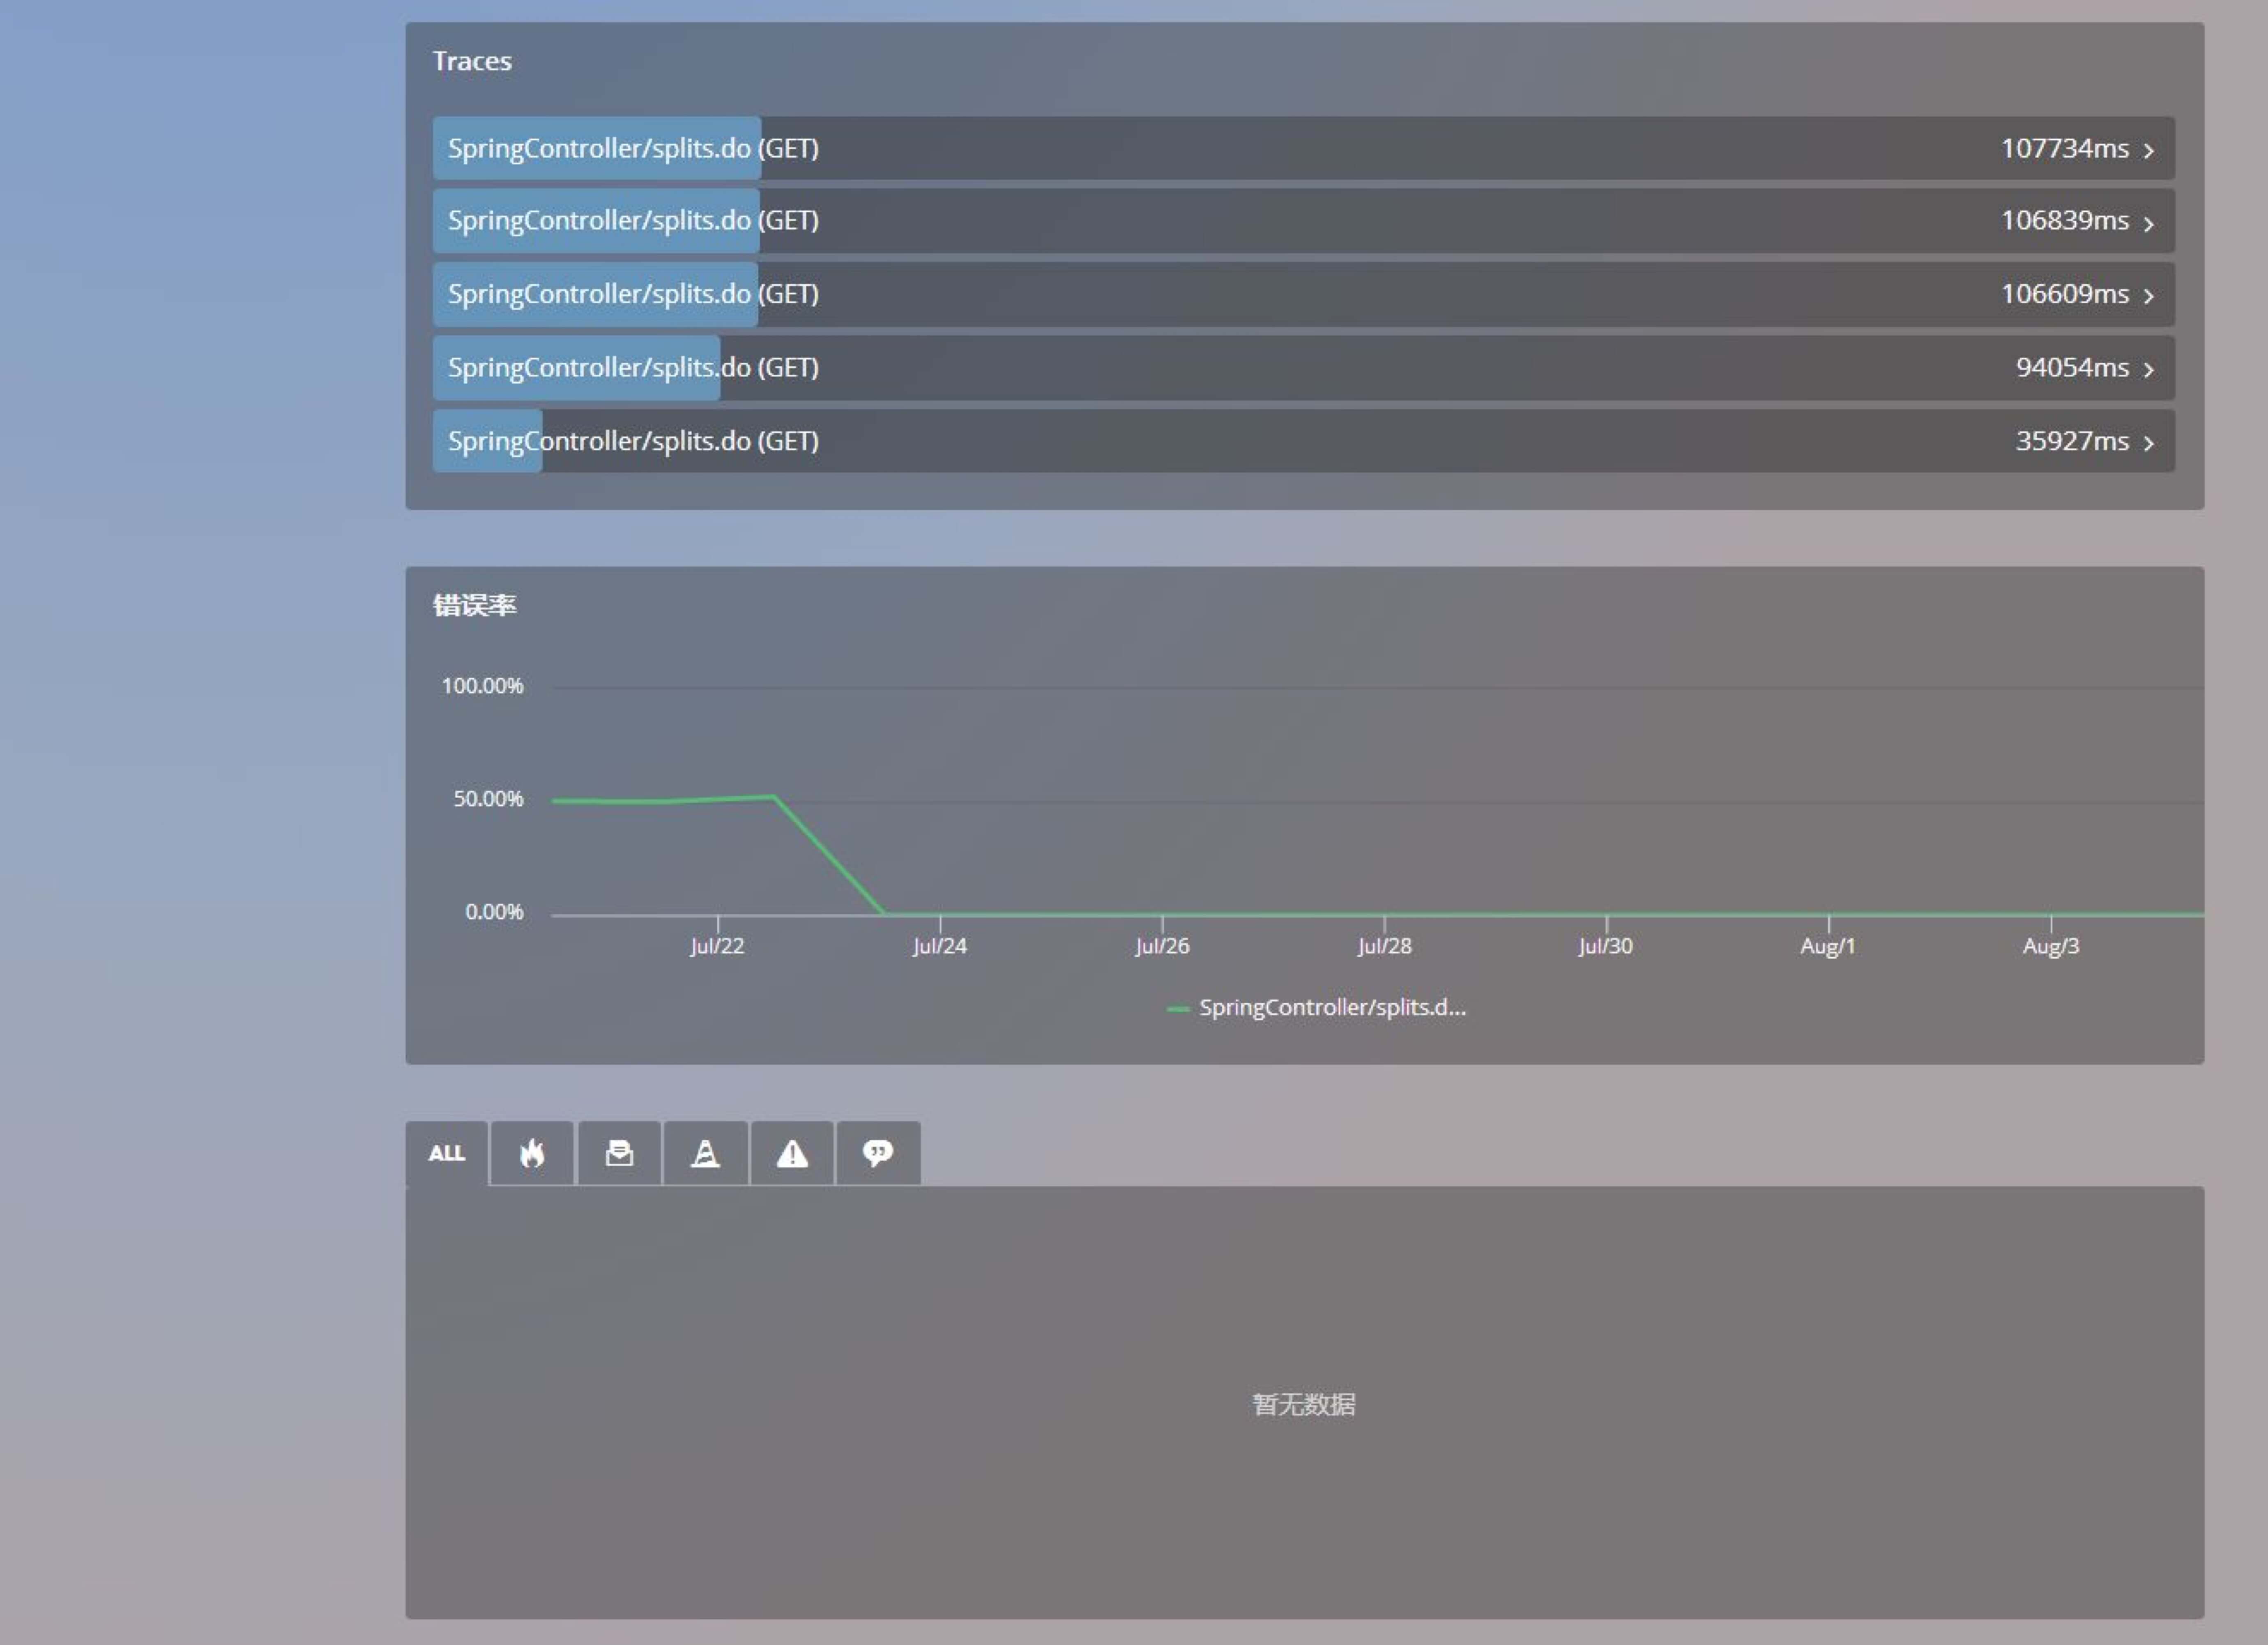 Traces
SpringController/splits.do (GET) 107734ms
SpringController/splits.do (GET) 106839ms
SpringController/splits.do (GET) 106609ms
SpringController/splits.do (GET) 94054ms
SpringController/splits.do (GET) 35927ms
错误率
100.00%
50.00%
0.00%
Jul/22 Jul/24 Jul/26 Jul/28 Jul/30 Aug/1 Aug/3
SpringController/splits.d...
ALL
暂无数据